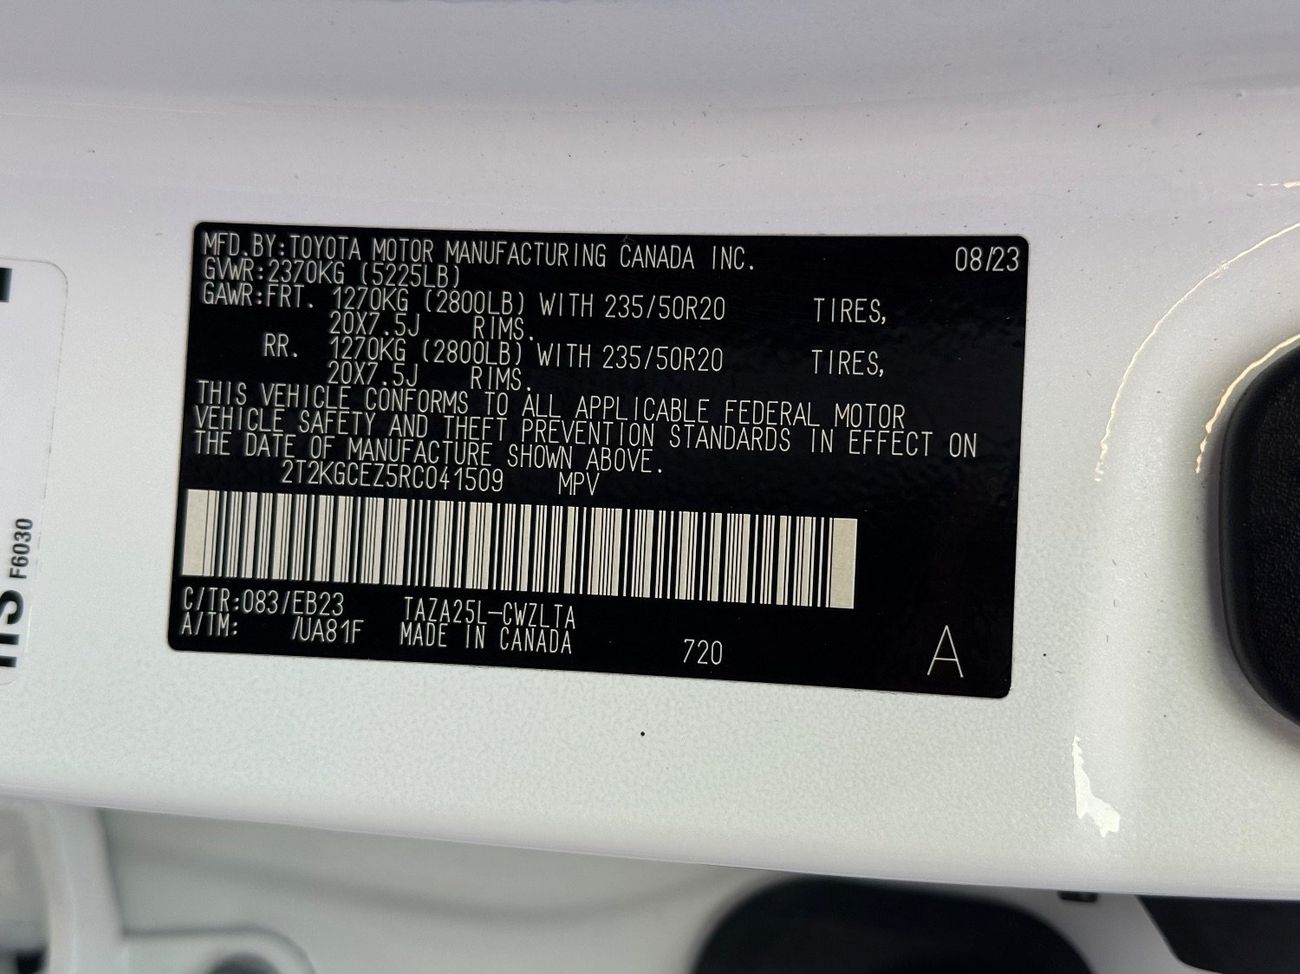 MFD.BY:TOYOTA MOTOR MANUFACTURING CANADA INC. 08/23
GVWR:2370KG (5225LB)
GAWR:FRT. 1270KG (2800LB) WITH 235/50R20 TIRES,
20X7.5J RIMS.
RR. 1270KG (2800LB) WITH 235/50R20 TIRES,
20X7.5J RIMS.
THIS VEHICLE CONFORMS TO ALL APPLICABLE FEDERAL MOTOR
VEHICLE SAFETY AND THEFT PREVENTION STANDARDS IN EFFECT ON
THE DATE OF MANUFACTURE SHOWN ABOVE.
2T2KGCEZ5RC041509 MPV
C/TR:083/EB23 TAZA25L-CWZLTA
A/TM: /UA81F MADE IN CANADA 720 A
F6030